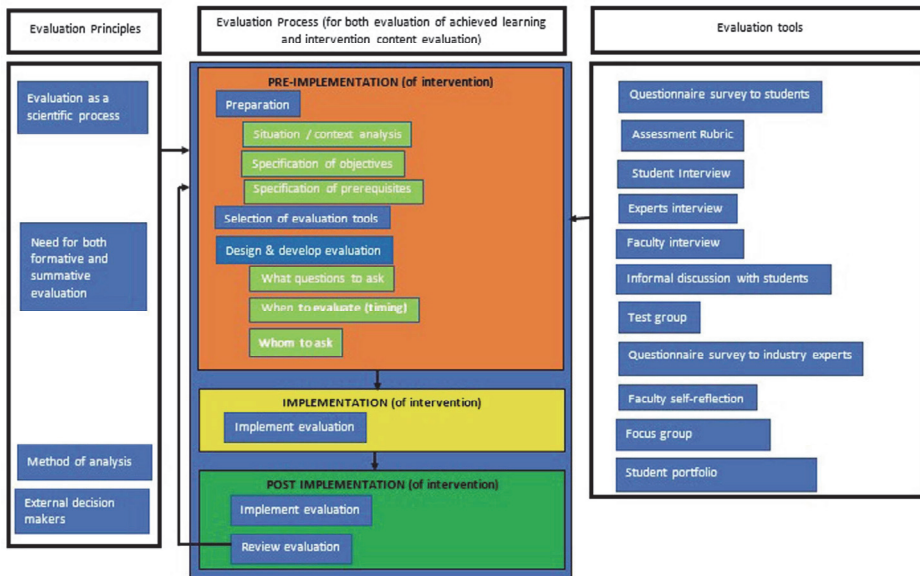 Evaluation Principles
Evaluation Process (for both evaluation of achieved learning
and intervention content evaluation)
Evaluation tools
Evaluation as a
scientific process
Need for both
formative and
summative
evaluation
Method of analysis
External decision
makers
PRE-IMPLEMENTATION (of intervention)
Preparation
Situation / context analysis
Specification of objectives
Specification of prerequisites
Selection of evaluation tools
Design & develop evaluation
What questions to ask
When to evaluate (timing)
Whom to ask
IMPLEMENTATION (of intervention)
Implement evaluation
POST IMPLEMENTATION (of intervention)
Implement evaluation
Review evaluation
Questionnaire survey to students
Assessment Rubric
Student Interview
Experts interview
Faculty interview
Informal discussion with students
Test group
Questionnaire survey to industry experts
Faculty self-reflection
Focus group
Student portfolio